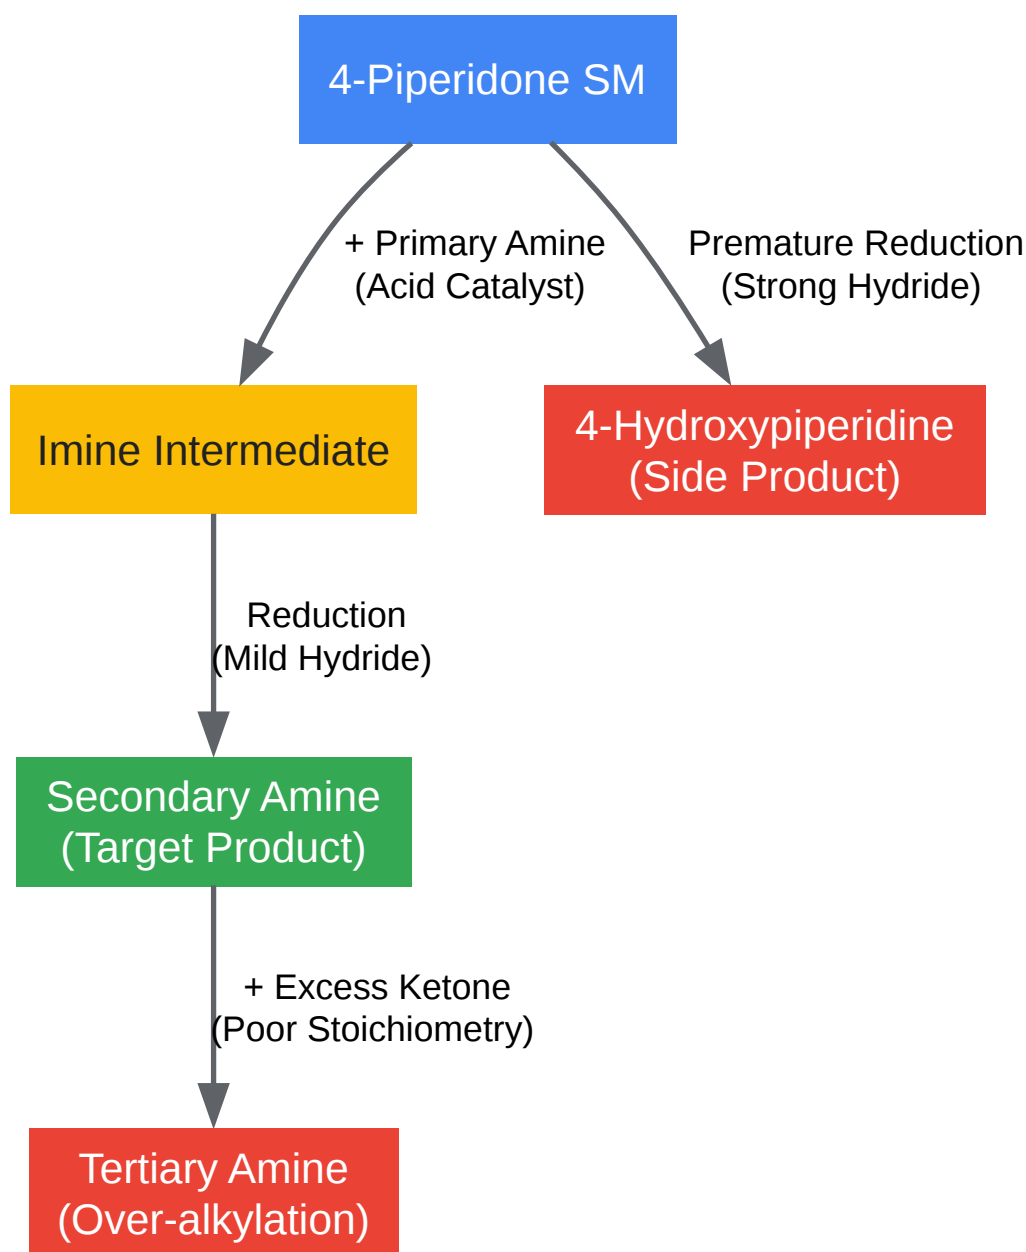 4-Piperidone SM
+ Primary Amine
(Acid Catalyst)
Premature Reduction
(Strong Hydride)
Imine Intermediate
4-Hydroxypiperidine
(Side Product)
Reduction
(Mild Hydride)
Secondary Amine
(Target Product)
+ Excess Ketone
(Poor Stoichiometry)
Tertiary Amine
(Over-alkylation)